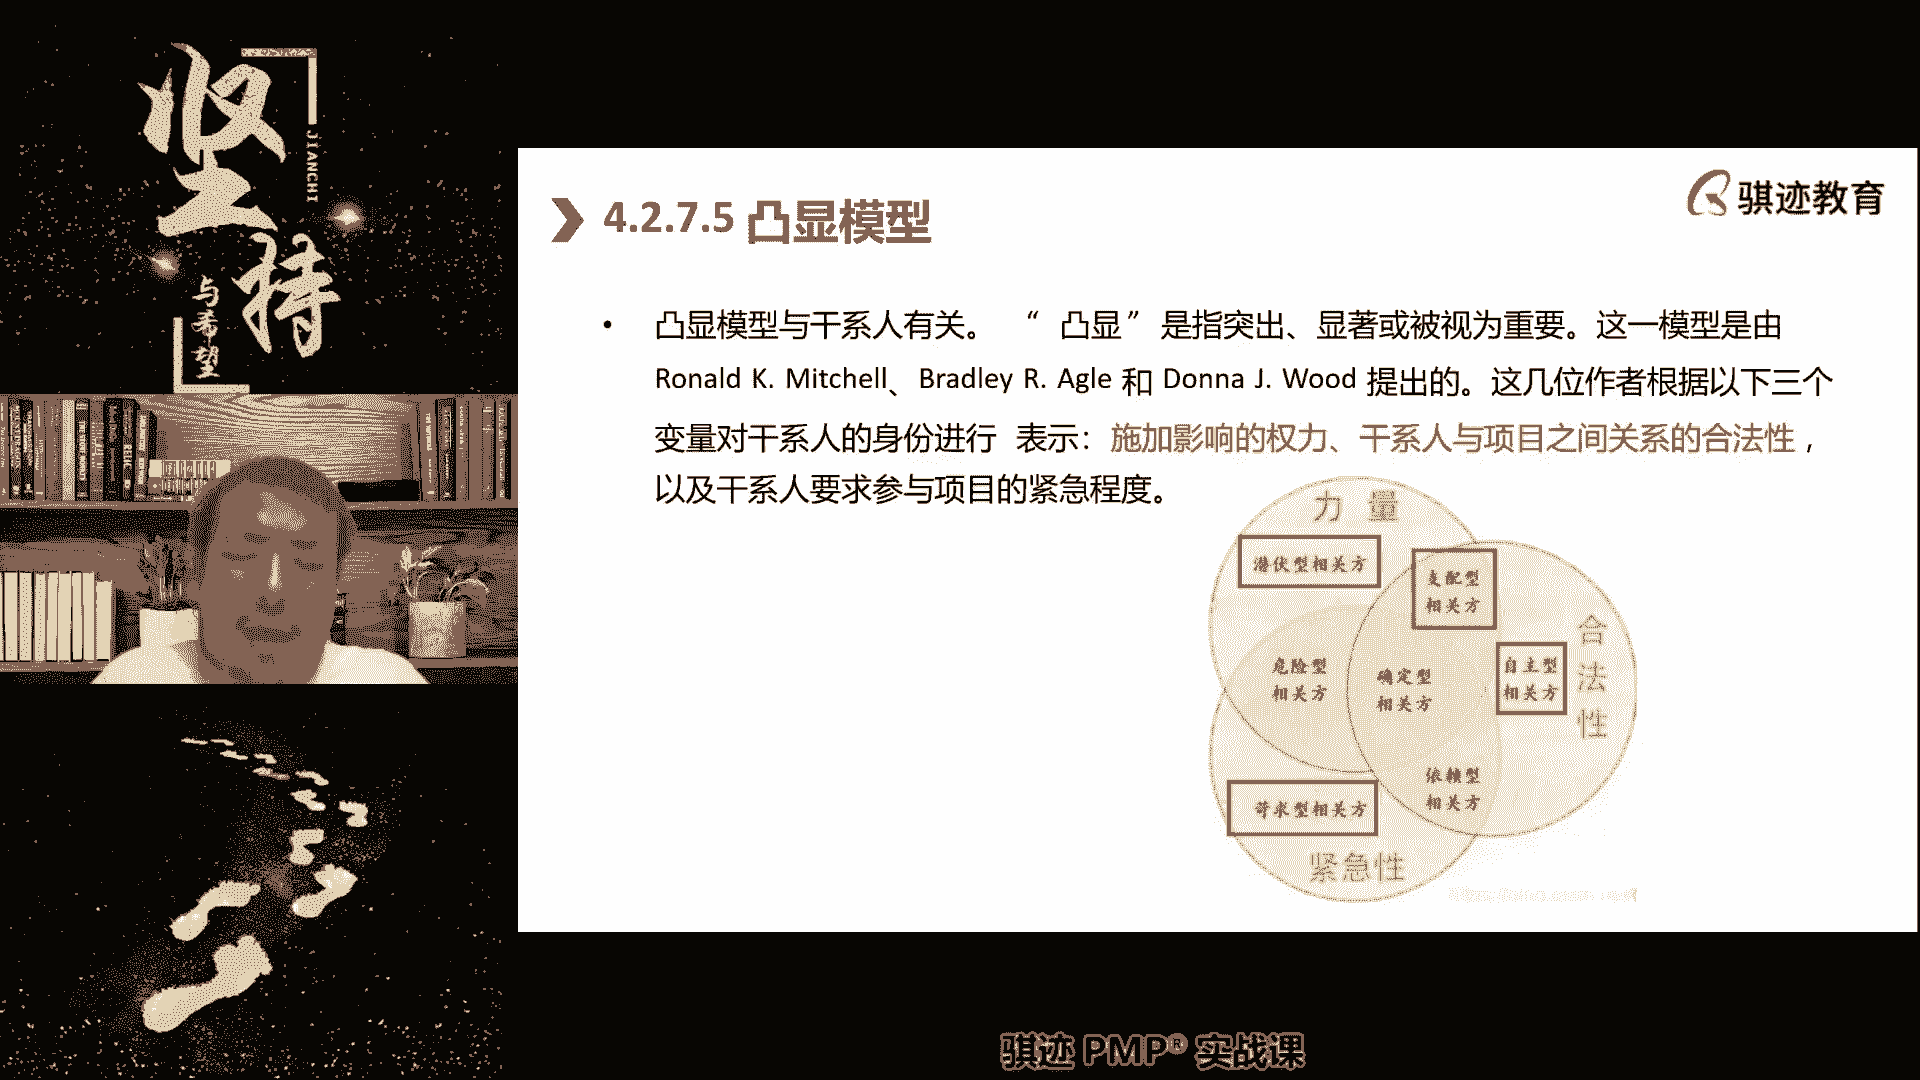 坚持
JIANCHI
与希望
骐迹教育
4.2.7.5 凸显模型
• 凸显模型与干系人有关。 “ 凸显” 是指突出、显著或被视为重要。这一模型是由
Ronald K. Mitchell、Bradley R. Agle 和 Donna J. Wood 提出的。这几位作者根据以下三个
变量对干系人的身份进行 表示：施加影响的权力、干系人与项目之间关系的合法性，
以及干系人要求参与项目的紧急程度。
力 量
潜伏型相关方
支配型
相关方
合法性
危险型
相关方
确定型
相关方
自主型
相关方
依赖型
相关方
苛求型相关方
紧急性
骐迹 PMP® 实战课